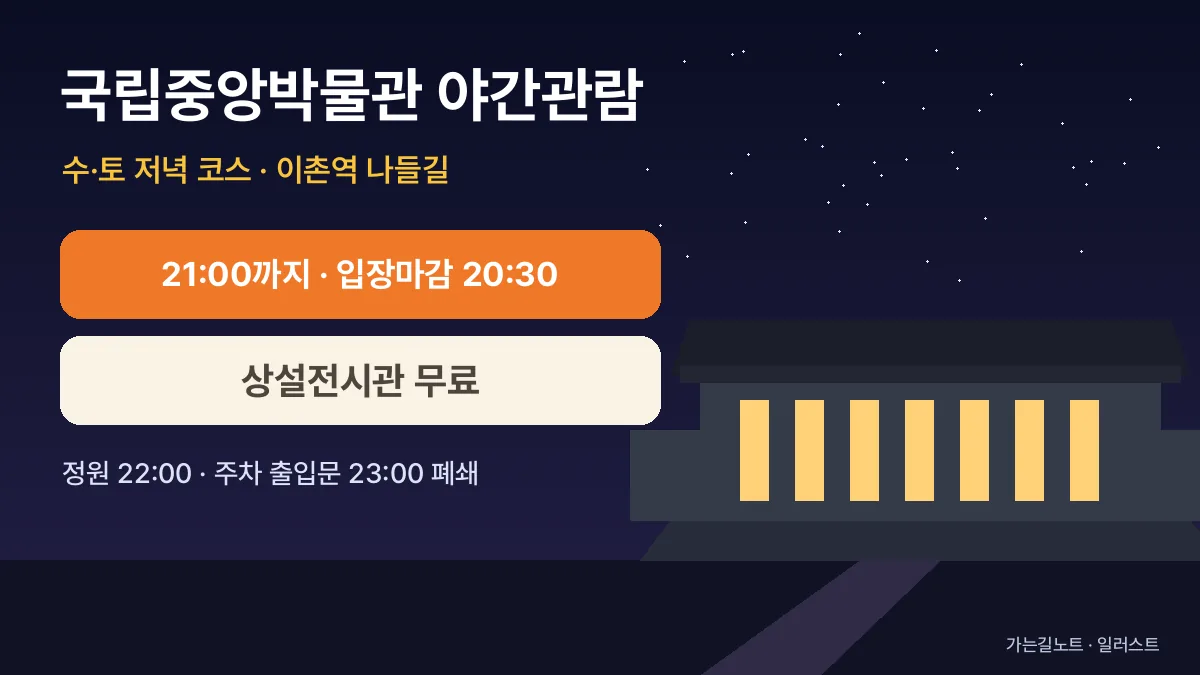 국립중앙박물관 야간관람
수·토 저녁 코스 · 이촌역 나들길
21:00까지 · 입장마감 20:30
상설전시관 무료
정원 22:00 · 주차 출입문 23:00 폐쇄
가는길노트 · 일러스트